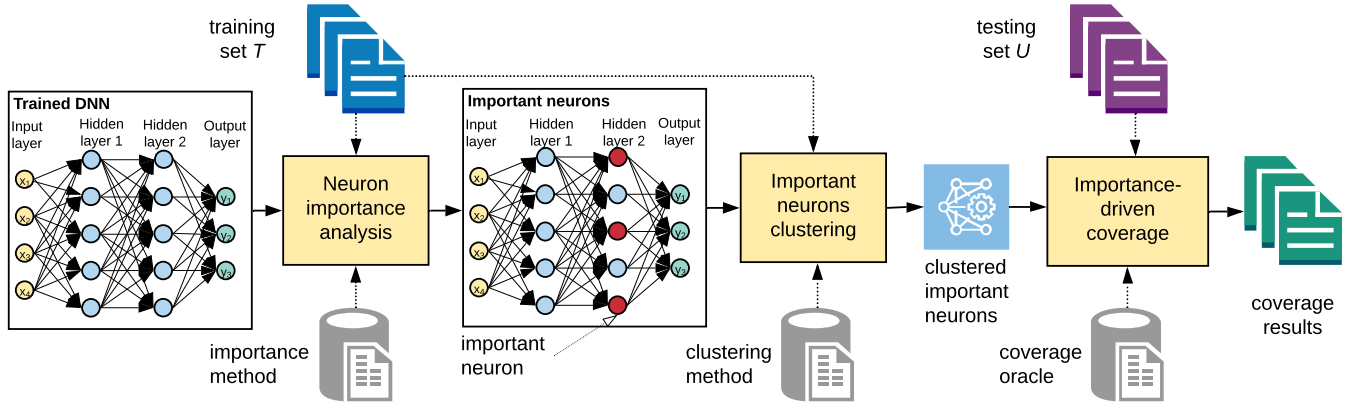 training
set T
testing
set U
Trained DNN
Input
layer
Hidden
layer 1
Hidden
layer 2
Output
layer
x₁
x₂
x₃
x₄
y₁
y₂
y₃
Neuron
importance
analysis
importance
method
Important neurons
Input
layer
Hidden
layer 1
Hidden
layer 2
Output
layer
x₁
x₂
x₃
x₄
y₁
y₂
y₃
important
neuron
Important
neurons
clustering
clustering
method
clustered
important
neurons
Importance-
driven
coverage
coverage
oracle
coverage
results